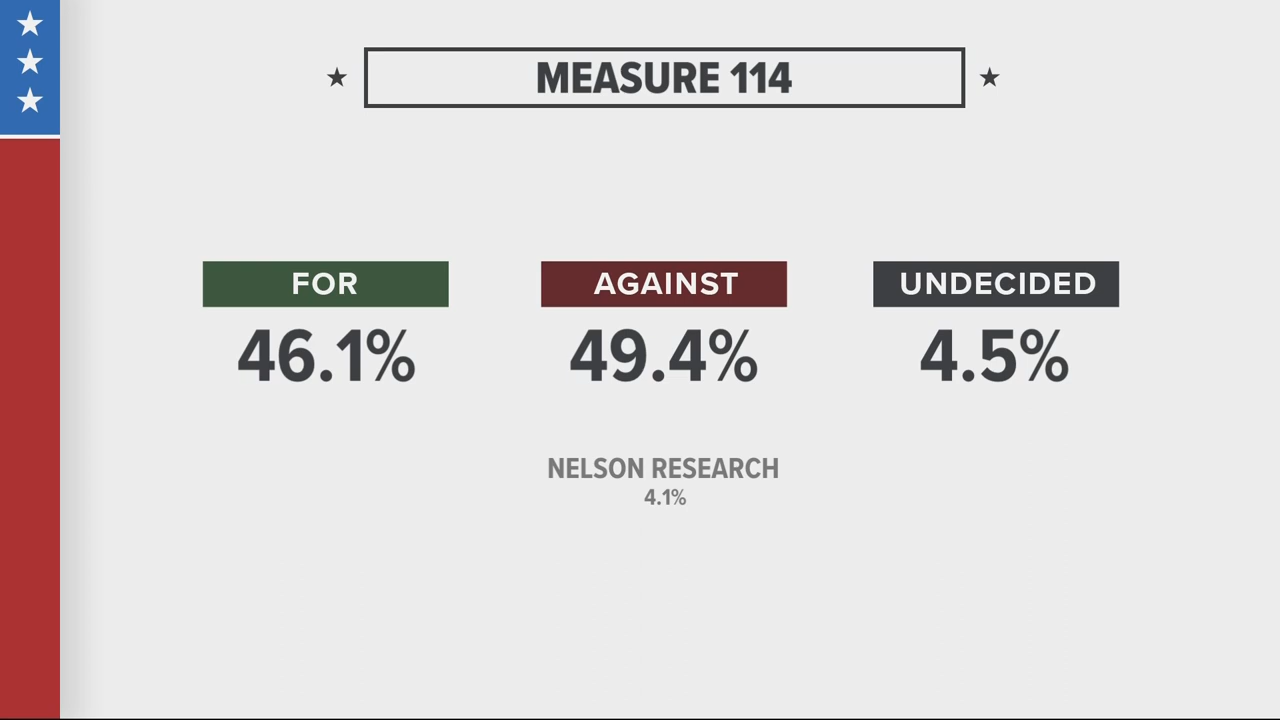 MEASURE 114
FOR
AGAINST
UNDECIDED
46.1%
49.4%
4.5%
NELSON RESEARCH
4.1%